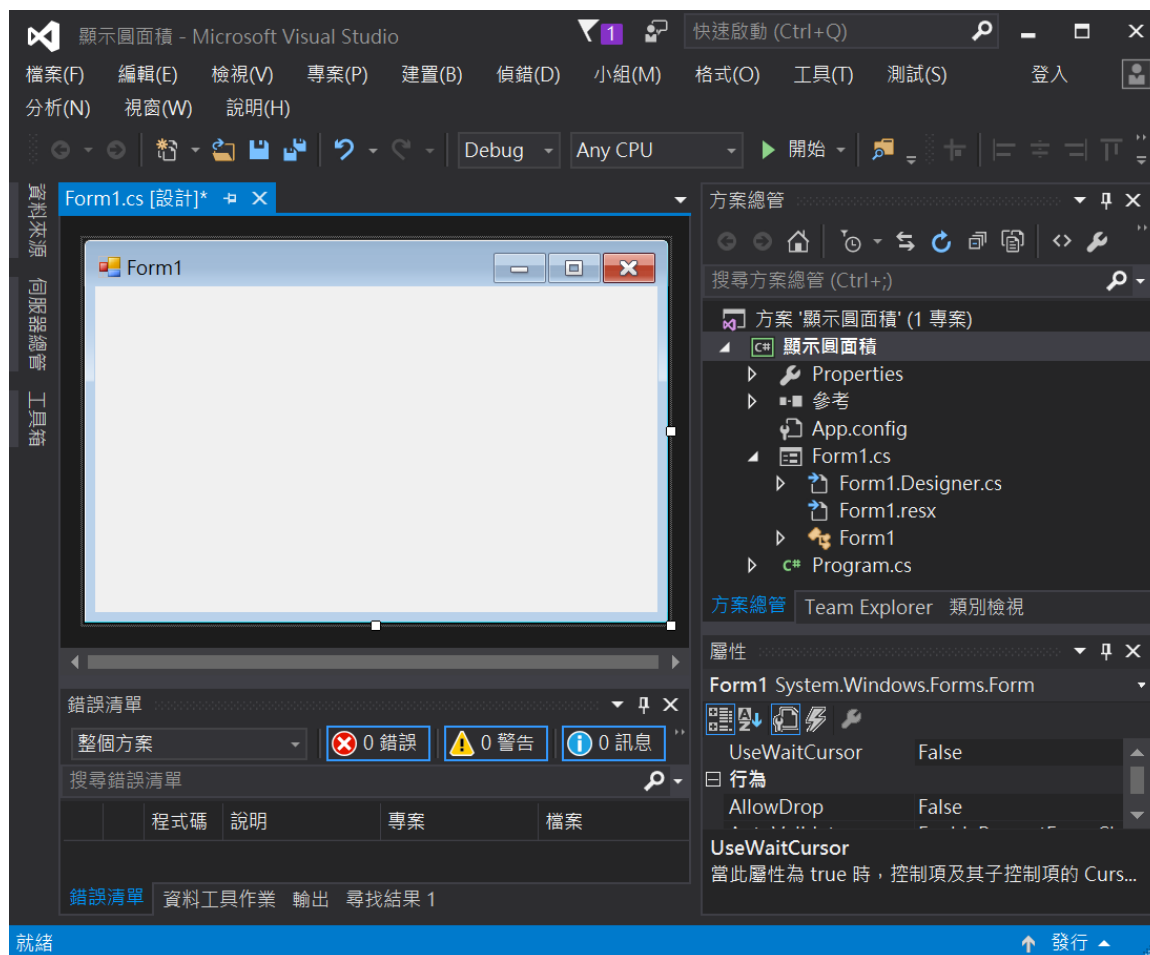 顯示圓面積 - Microsoft Visual Studio
1
快速啟動 (Ctrl+Q)
檔案(F) 編輯(E) 檢視(V) 專案(P) 建置(B) 偵錯(D) 小組(M) 格式(O) 工具(T) 測試(S) 登入
分析(N) 視窗(W) 說明(H)
Debug Any CPU 開始
資料來源
伺服器總管
工具箱
Form1.cs [設計]*
Form1
方案總管
搜尋方案總管 (Ctrl+;)
方案 '顯示圓面積' (1 專案)
C# 顯示圓面積
Properties
參考
App.config
Form1.cs
Form1.Designer.cs
Form1.resx
Form1
C# Program.cs
方案總管 Team Explorer 類別檢視
錯誤清單
整個方案 0 錯誤 0 警告 0 訊息
搜尋錯誤清單
程式碼 說明 專案 檔案
錯誤清單 資料工具作業 輸出 尋找結果 1
屬性
Form1 System.Windows.Forms.Form
UseWaitCursor False
行為
AllowDrop False
UseWaitCursor
當此屬性為 true 時，控制項及其子控制項的 Curs...
就緒 發行